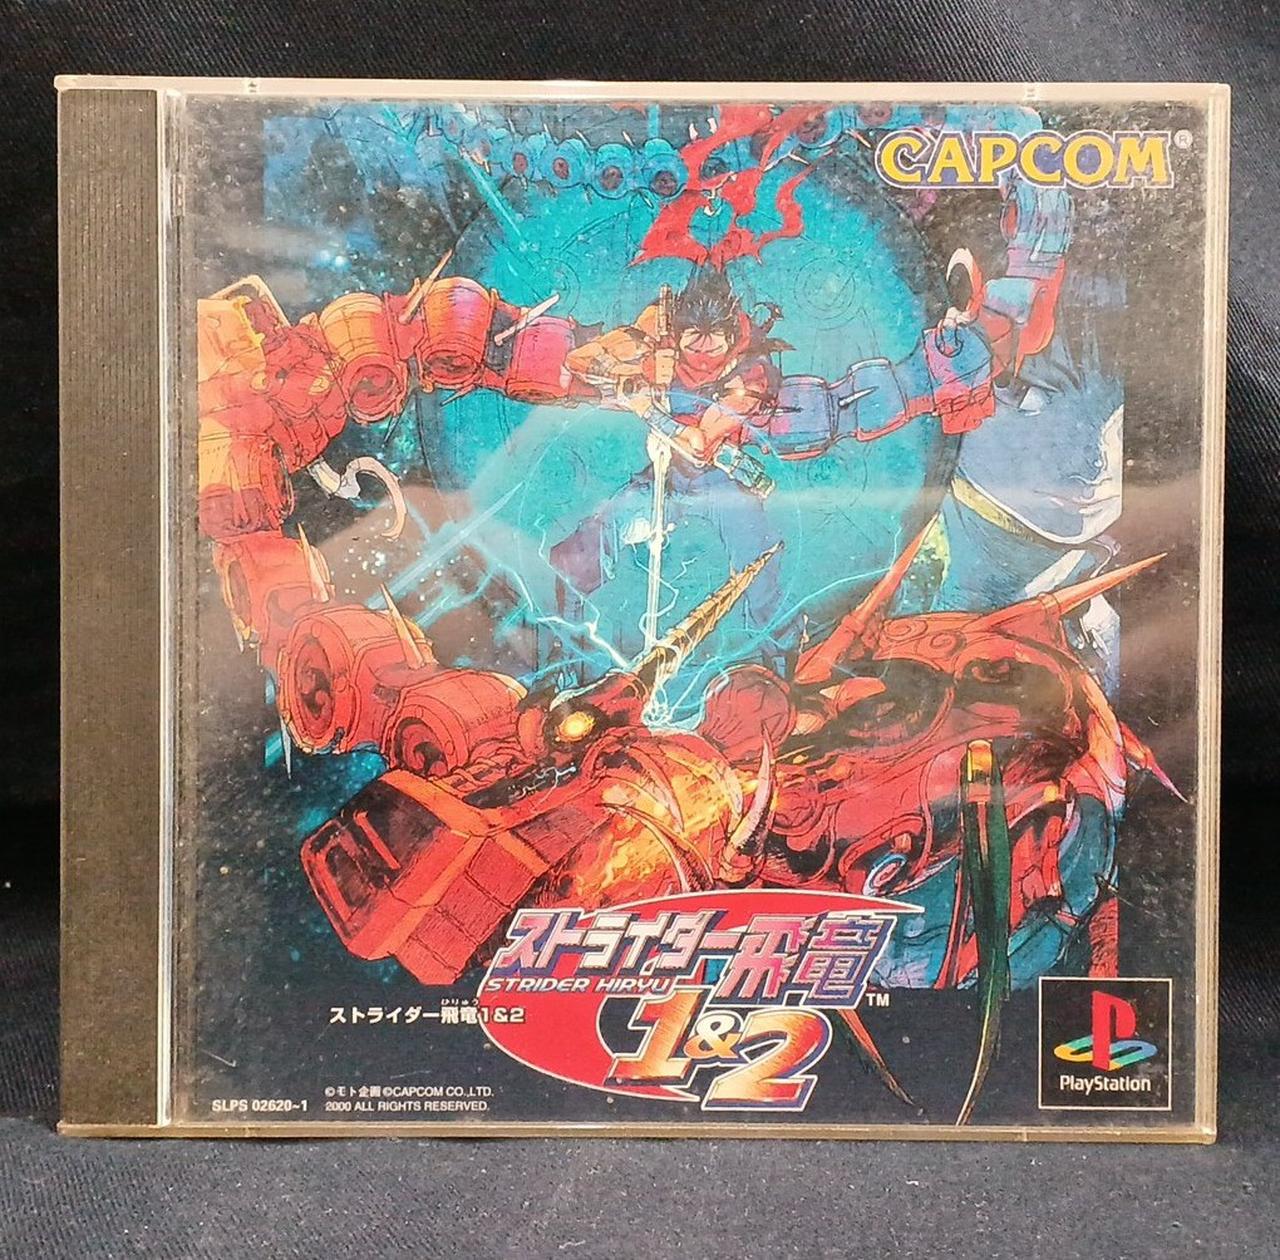 CAPCOM®
ストライダー飛竜
STRIDER HIRYU
™
1&2
ひりゅう
ストライダー飛竜1&2
©モト企画©CAPCOM CO.,LTD.
2000 ALL RIGHTS RESERVED.
SLPS 02620~1
PlayStation